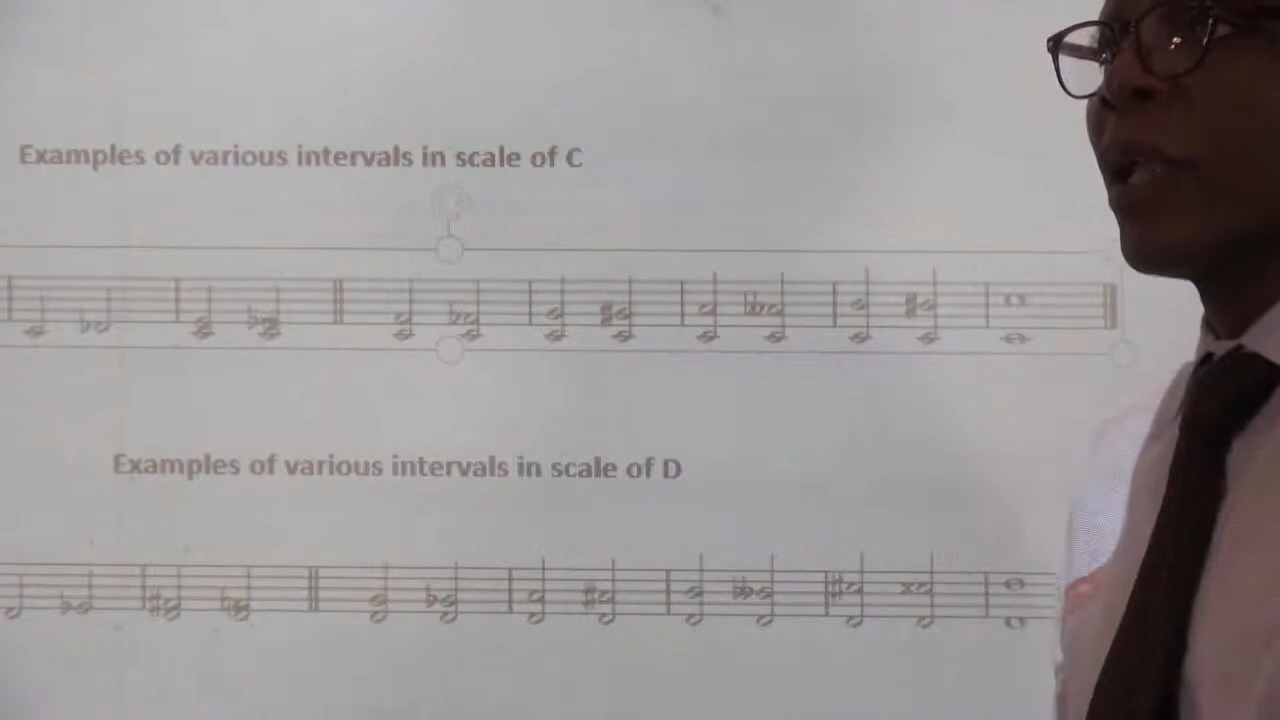 Examples of various intervals in scale of C
Examples of various intervals in scale of D